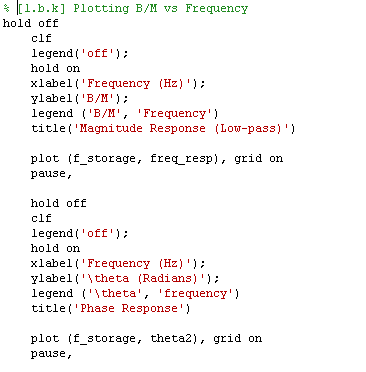 % [1.b.k] Plotting B/M vs Frequency
hold off
clf
legend('off');
hold on
xlabel('Frequency (Hz)');
ylabel('B/M');
legend ('B/M', 'Frequency')
title('Magnitude Response (Low-pass)')
plot (f_storage, freq_resp), grid on
pause,
hold off
clf
legend('off');
hold on
xlabel('Frequency (Hz)');
ylabel('\theta (Radians)');
legend ('\theta', 'frequency')
title('Phase Response')
plot (f_storage, theta2), grid on
pause,